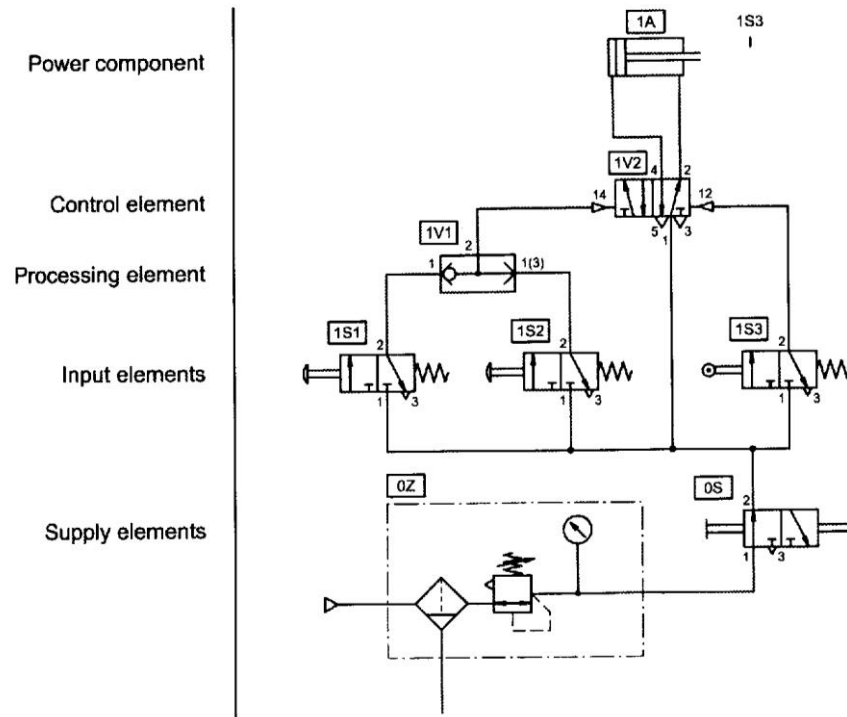 1A 1S3
Power component
1V2 4 2
Control element 14 12
5 1 3
1V1 2
Processing element 1 1(3)
1S1 1S2 1S3
2 2 2
Input elements
1 3 1 3 1 3
0Z 0S
2
Supply elements
1 3